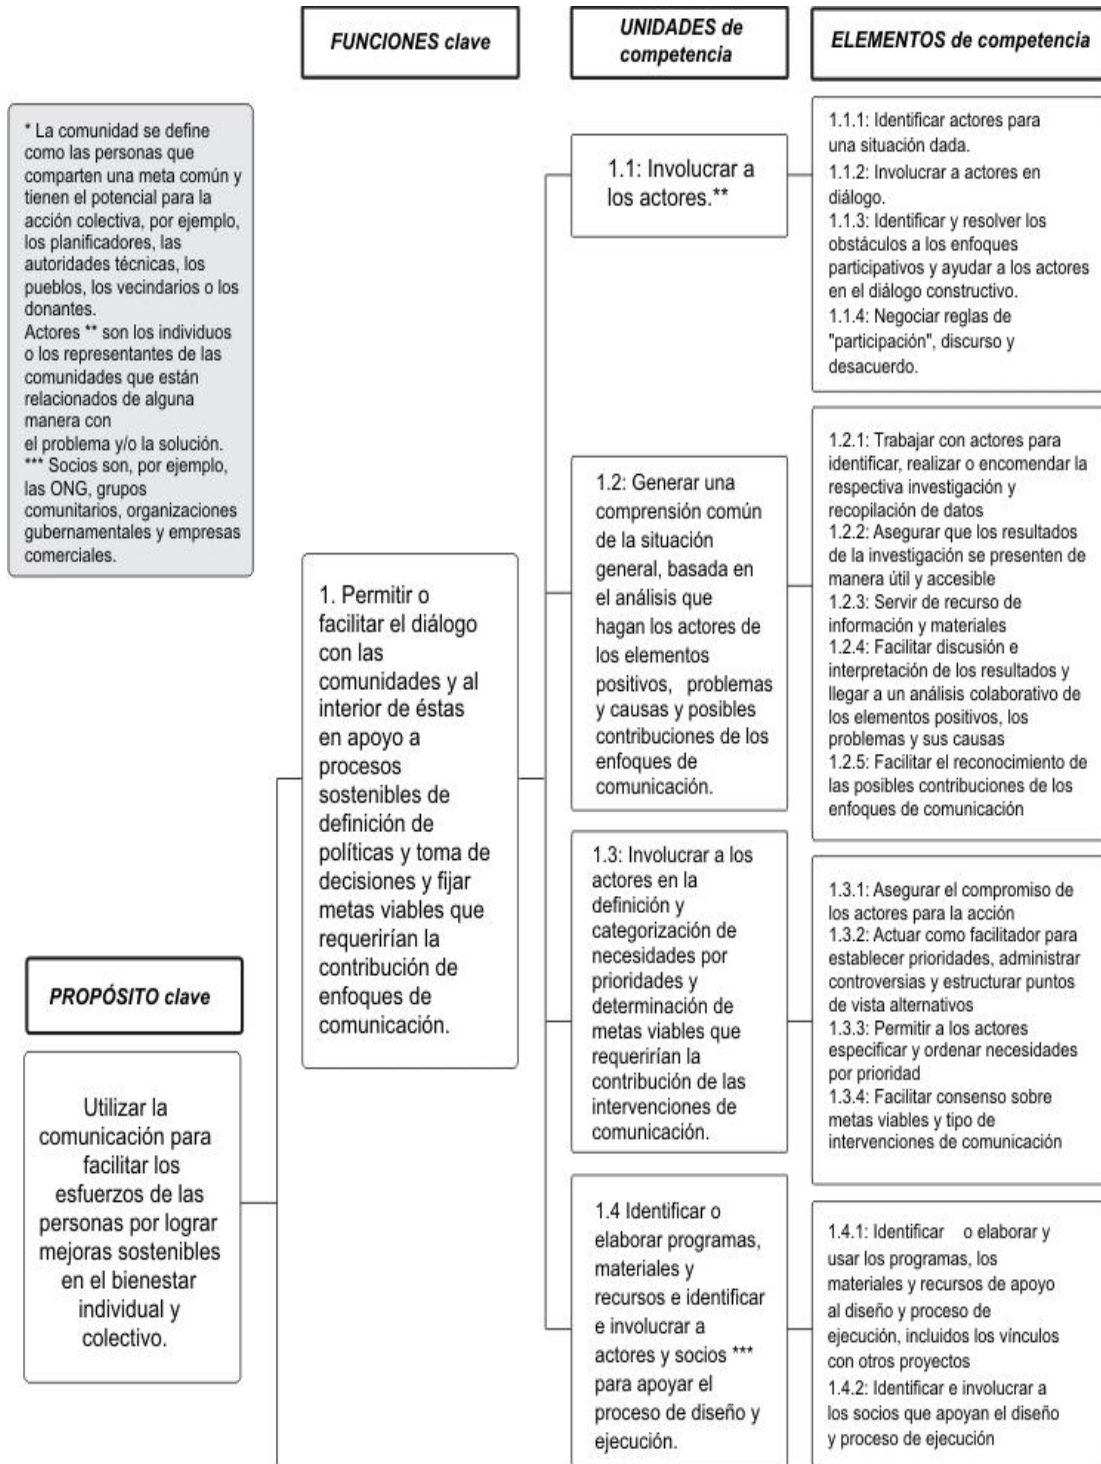 FUNCIONES clave
UNIDADES de
competencia
ELEMENTOS de competencia
* La comunidad se define
como las personas que
comparten una meta común y
tienen el potencial para la
acción colectiva, por ejemplo,
los planificadores, las
autoridades técnicas, los
pueblos, los vecindarios o los
donantes.
Actores ** son los individuos
o los representantes de las
comunidades que están
relacionados de alguna
manera con
el problema y/o la solución.
*** Socios son, por ejemplo,
las ONG, grupos
comunitarios, organizaciones
gubernamentales y empresas
comerciales.
PROPÓSITO clave
Utilizar la
comunicación para
facilitar los
esfuerzos de las
personas por lograr
mejoras sostenibles
en el bienestar
individual y
colectivo.
1. Permitir o
facilitar el diálogo
con las
comunidades y al
interior de éstas
en apoyo a
procesos
sostenibles de
definición de
políticas y toma de
decisiones y fijar
metas viables que
requerirían la
contribución de
enfoques de
comunicación.
1.1: Involucrar a
los actores.**
1.1.1: Identificar actores para
una situación dada.
1.1.2: Involucrar a actores en
diálogo.
1.1.3: Identificar y resolver los
obstáculos a los enfoques
participativos y ayudar a los actores
en el diálogo constructivo.
1.1.4: Negociar reglas de
"participación", discurso y
desacuerdo.
1.2: Generar una
comprensión común
de la situación
general, basada en
el análisis que
hagan los actores de
los elementos
positivos, problemas
y causas y posibles
contribuciones de los
enfoques de
comunicación.
1.2.1: Trabajar con actores para
identificar, realizar o encomendar la
respectiva investigación y
recopilación de datos
1.2.2: Asegurar que los resultados
de la investigación se presenten de
manera útil y accesible
1.2.3: Servir de recurso de
información y materiales
1.2.4: Facilitar discusión e
interpretación de los resultados y
llegar a un análisis colaborativo de
los elementos positivos, los
problemas y sus causas
1.2.5: Facilitar el reconocimiento de
las posibles contribuciones de los
enfoques de comunicación
1.3: Involucrar a los
actores en la
definición y
categorización de
necesidades por
prioridades y
determinación de
metas viables que
requerirían la
contribución de las
intervenciones de
comunicación.
1.3.1: Asegurar el compromiso de
los actores para la acción
1.3.2: Actuar como facilitador para
establecer prioridades, administrar
controversias y estructurar puntos
de vista alternativos
1.3.3: Permitir a los actores
especificar y ordenar necesidades
por prioridad
1.3.4: Facilitar consenso sobre
metas viables y tipo de
intervenciones de comunicación
1.4 Identificar o
elaborar programas,
materiales y
recursos e identificar
e involucrar a
actores y socios ***
para apoyar el
proceso de diseño y
ejecución.
1.4.1: Identificar o elaborar y
usar los programas, los
materiales y recursos de apoyo
al diseño y proceso de
ejecución, incluidos los vínculos
con otros proyectos
1.4.2: Identificar e involucrar a
los socios que apoyan el diseño
y proceso de ejecución